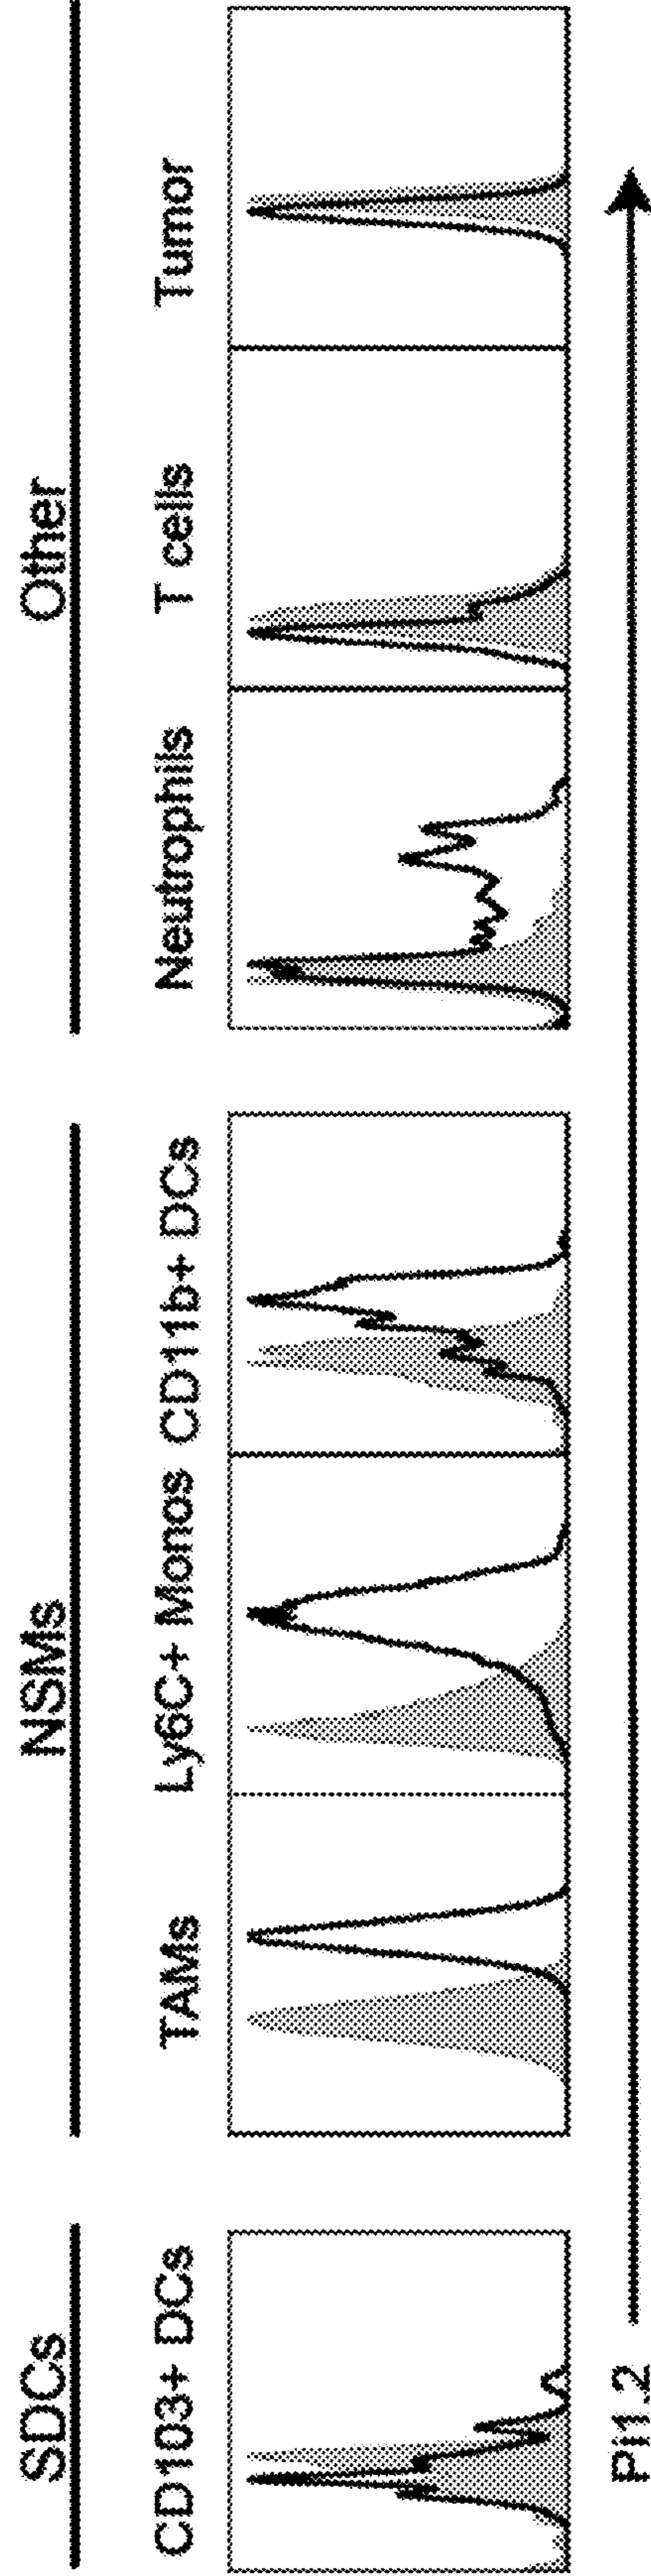 SDCs NSMs Other
CD103+ DCs TAMs Ly6C+ Monos CD11b+ DCs Neutrophils T cells Tumor
Pi1.2